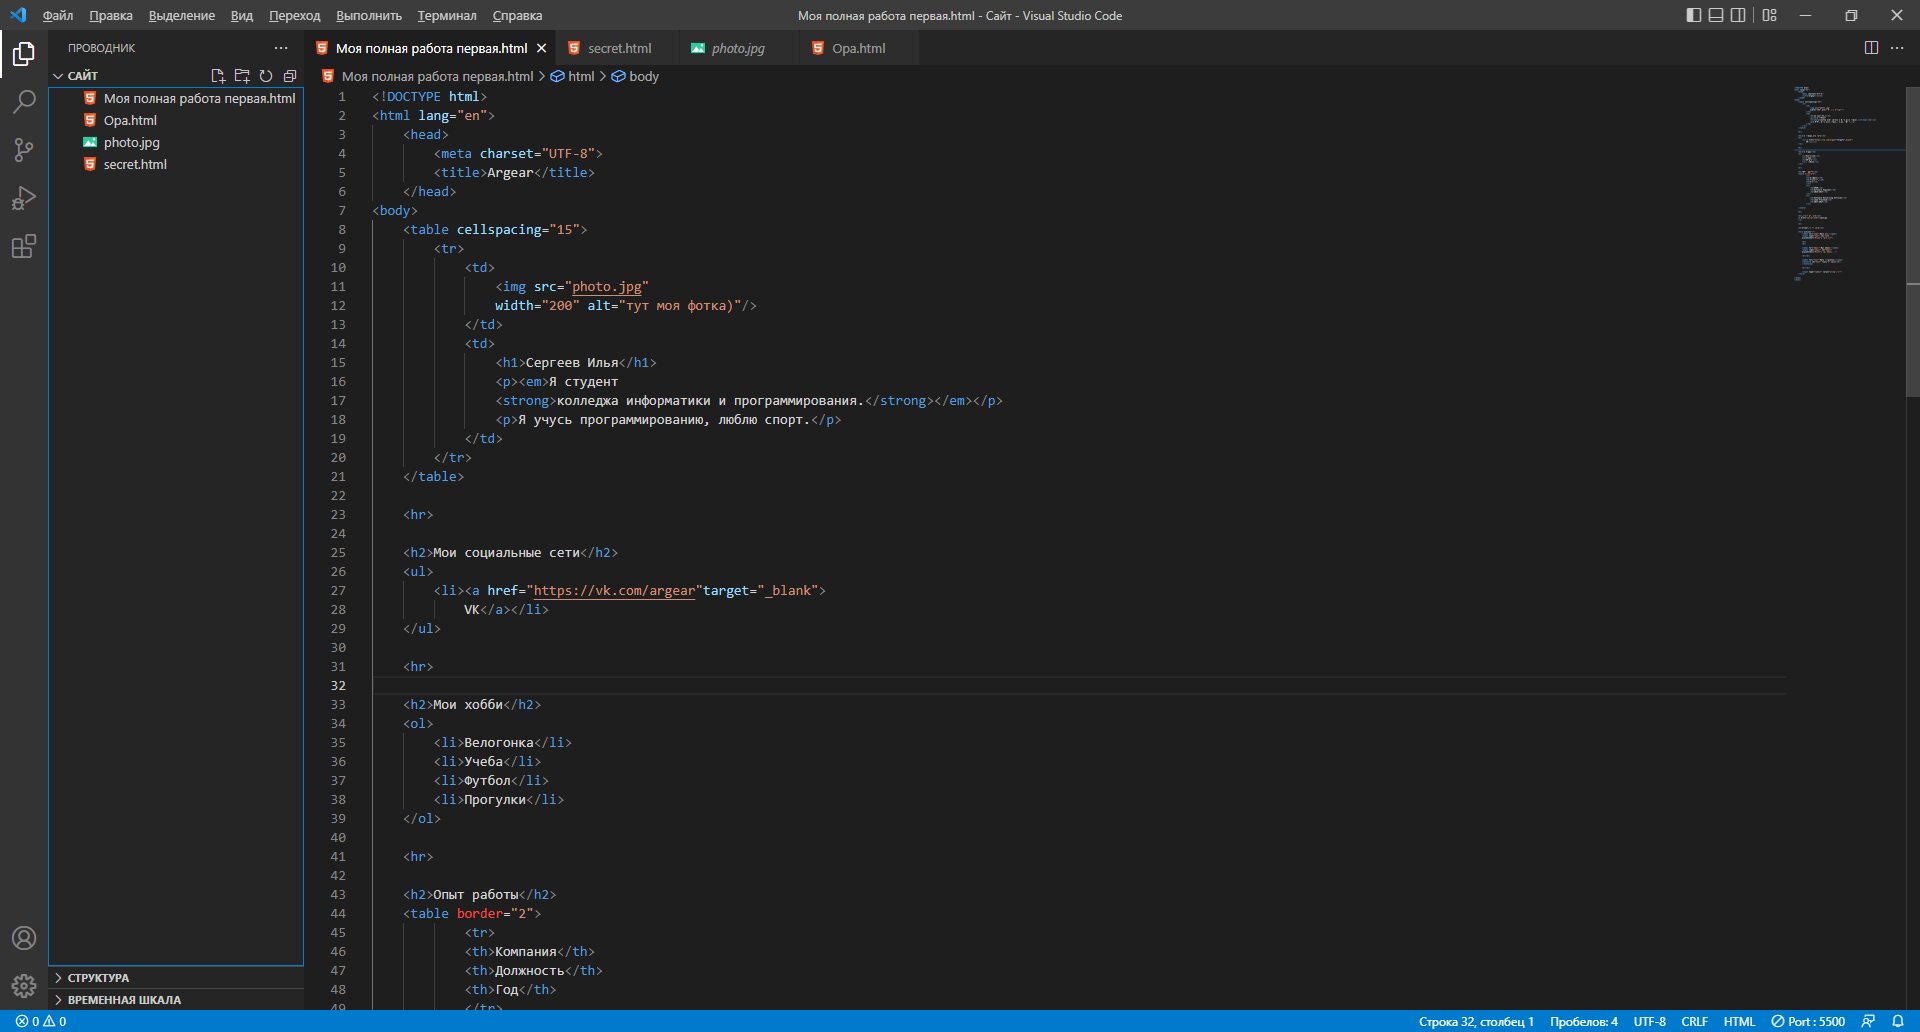 Файл Правка Выделение Вид Переход Выполнить Терминал Справка
Моя полная работа первая.html - Сайт - Visual Studio Code
ПРОВОДНИК
САЙТ
Моя полная работа первая.html
Opa.html
photo.jpg
secret.html
СТРУКТУРА
ВРЕМЕННАЯ ШКАЛА
Моя полная работа первая.html secret.html photo.jpg Opa.html
Моя полная работа первая.html > html > body
1 <!DOCTYPE html>
2 <html lang="en">
3 <head>
4 <meta charset="UTF-8">
5 <title>Argear</title>
6 </head>
7 <body>
8 <table cellspacing="15">
9 <tr>
10 <td>
11 <img src="photo.jpg"
12 width="200" alt="тут моя фотка)"/>
13 </td>
14 <td>
15 <h1>Сергеев Илья</h1>
16 <p><em>Я студент
17 <strong>колледжа информатики и программирования.</strong></em></p>
18 <p>Я учусь программированию, люблю спорт.</p>
19 </td>
20 </tr>
21 </table>
22
23 <hr>
24
25 <h2>Мои социальные сети</h2>
26 <ul>
27 <li><a href="https://vk.com/argear"target="_blank">
28 VK</a></li>
29 </ul>
30
31 <hr>
32
33 <h2>Мои хобби</h2>
34 <ol>
35 <li>Велогонка</li>
36 <li>Учеба</li>
37 <li>Футбол</li>
38 <li>Прогулки</li>
39 </ol>
40
41 <hr>
42
43 <h2>Опыт работы</h2>
44 <table border="2">
45 <tr>
46 <th>Компания</th>
47 <th>Должность</th>
48 <th>Год</th>
49 </tr>
0 0 Строка 32, столбец 1 Пробелов: 4 UTF-8 CRLF HTML Port : 5500